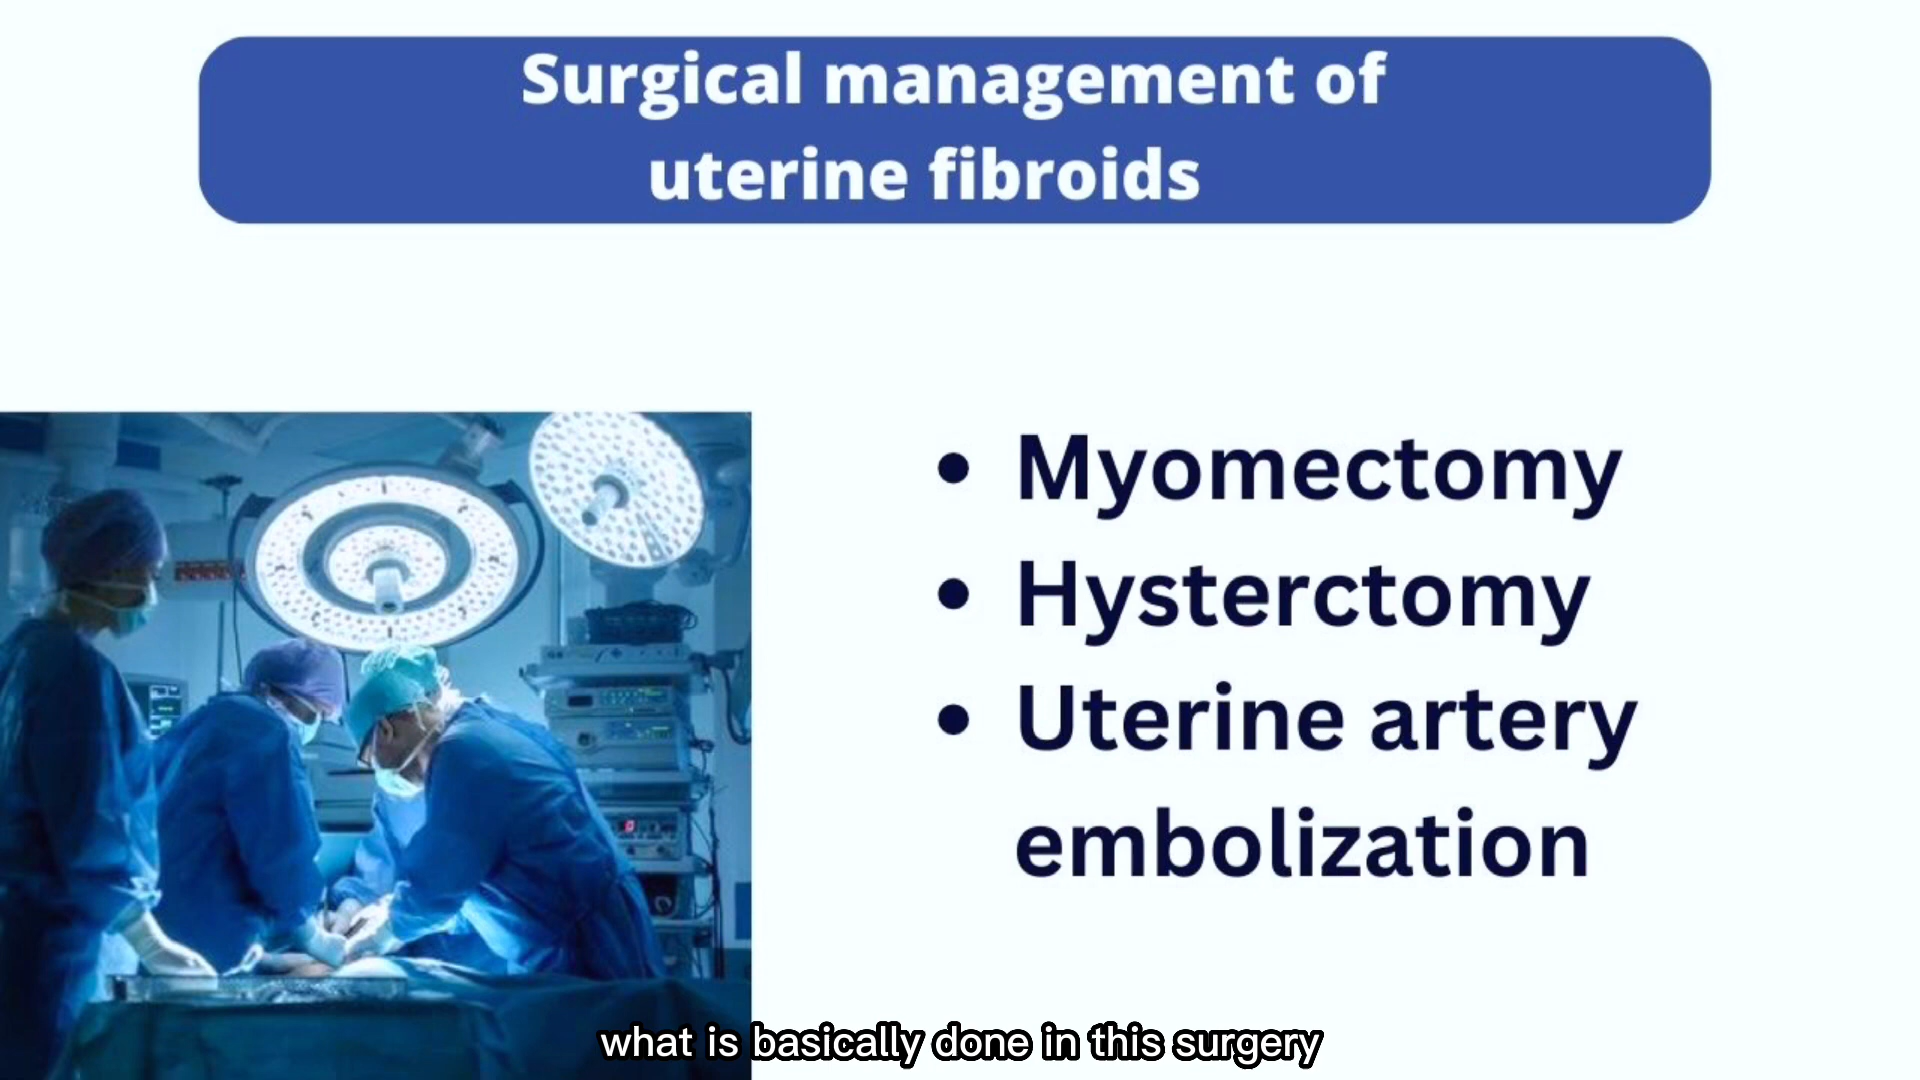 Surgical management of
uterine fibroids
• Myomectomy
• Hysterctomy
• Uterine artery
embolization
what is basically done in this surgery